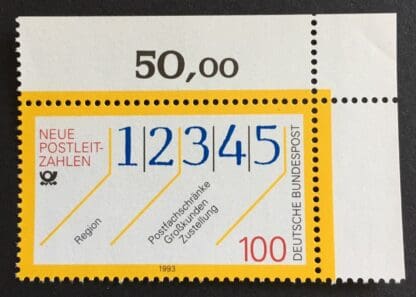 50,00
NEUE
POSTLEIT-
ZAHLEN
1|2|3|4|5
Region
Postfachschränke
Großkunden
Zustellung
100
DEUTSCHE BUNDESPOST
1993